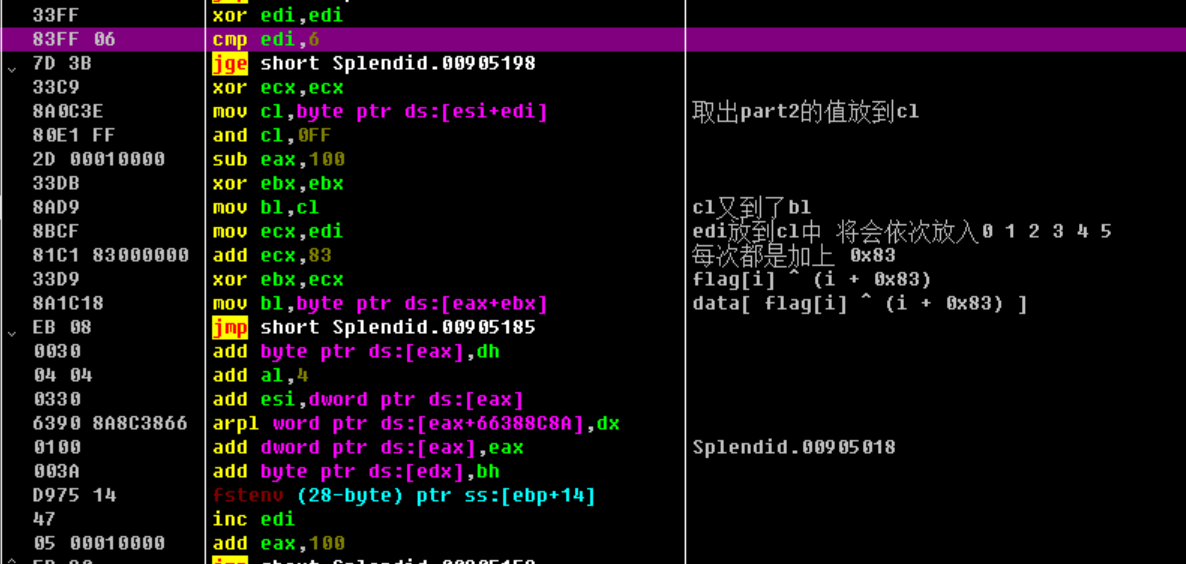 33FF xor edi,edi
83FF 06 cmp edi,6
7D 3B jge short Splendid.00905198
33C9 xor ecx,ecx
8A0C3E mov cl,byte ptr ds:[esi+edi] 取出part2的值放到cl
80E1 FF and cl,0FF
2D 00010000 sub eax,100
33DB xor ebx,ebx
8AD9 mov bl,cl cl又到了bl
8BCF mov ecx,edi edi放到cl中 将会依次放入0 1 2 3 4 5
81C1 83000000 add ecx,83 每次都是加上 0x83
33D9 xor ebx,ecx flag[i] ^ (i + 0x83)
8A1C18 mov bl,byte ptr ds:[eax+ebx] data[ flag[i] ^ (i + 0x83) ]
EB 08 jmp short Splendid.00905185
0030 add byte ptr ds:[eax],dh
04 04 add al,4
0330 add esi,dword ptr ds:[eax]
6390 8A8C3866 arpl word ptr ds:[eax+66388C8A],dx
0100 add dword ptr ds:[eax],eax Splendid.00905018
003A add byte ptr ds:[edx],bh
D975 14 fstenv (28-byte) ptr ss:[ebp+14]
47 inc edi
05 00010000 add eax,100